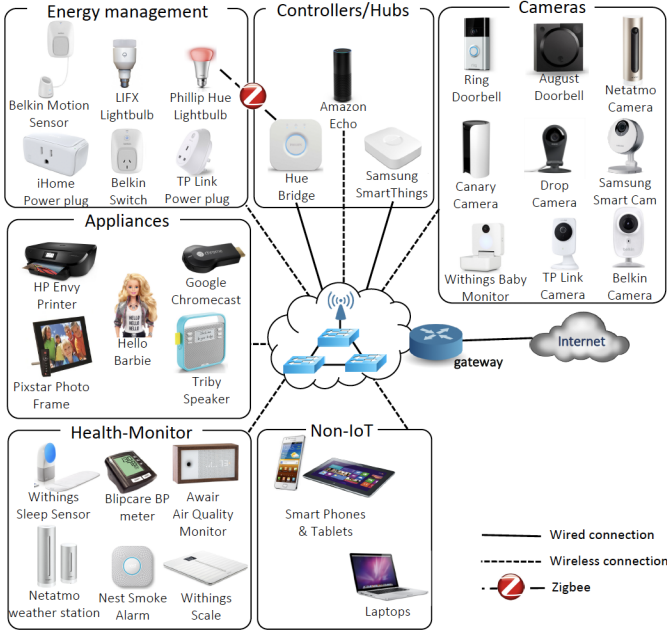 Energy management
Belkin Motion
Sensor
LIFX
Lightbulb
Phillip Hue
Lightbulb
Z
iHome
Power plug
Belkin
Switch
TP Link
Power plug
Controllers/Hubs
Amazon
Echo
Hue
Bridge
Samsung
SmartThings
Cameras
Ring
Doorbell
August
Doorbell
Netatmo
Camera
Canary
Camera
Drop
Camera
Samsung
Smart Cam
Withings Baby
Monitor
TP Link
Camera
Belkin
Camera
Appliances
HP Envy
Printer
HELLO
HELLO
HELLO
Hello
Barbie
Google
Chromecast
Pixstar Photo
Frame
Triby
Speaker
gateway
Internet
Health-Monitor
Withings
Sleep Sensor
Blipcare BP
meter
Awair
Air Quality
Monitor
Netatmo
weather station
Nest Smoke
Alarm
Withings
Scale
Non-IoT
Smart Phones
& Tablets
Laptops
Wired connection
Wireless connection
Z
Zigbee